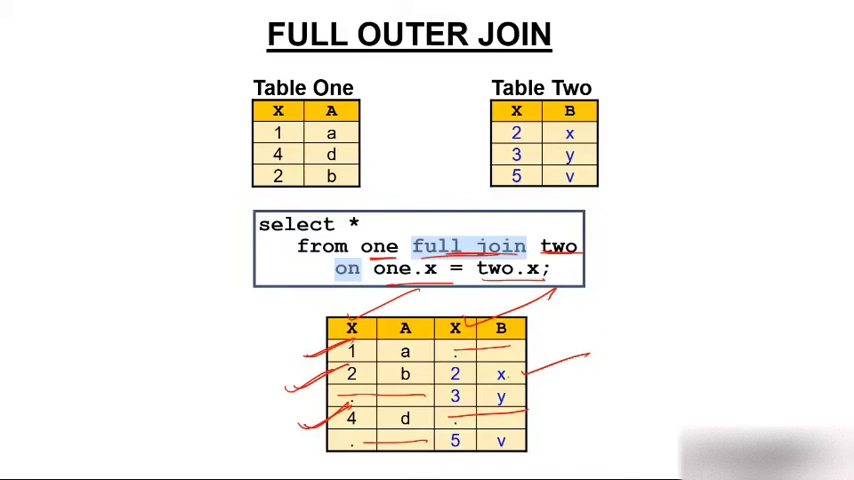 FULL OUTER JOIN
Table One
X A
1 a
4 d
2 b
Table Two
X B
2 x
3 y
5 v
select *
from one full join two
on one.x = two.x;
X A X B
1 a .
2 b 2 x
. 3 y
4 d .
. 5 v